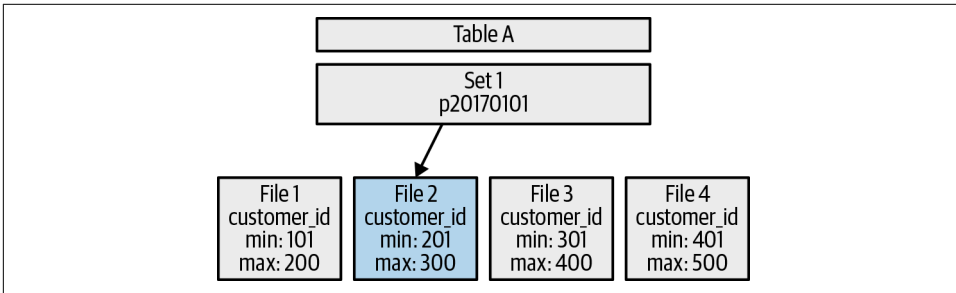 Table A
Set 1
p20170101
File 1
customer_id
min: 101
max: 200
File 2
customer_id
min: 201
max: 300
File 3
customer_id
min: 301
max: 400
File 4
customer_id
min: 401
max: 500